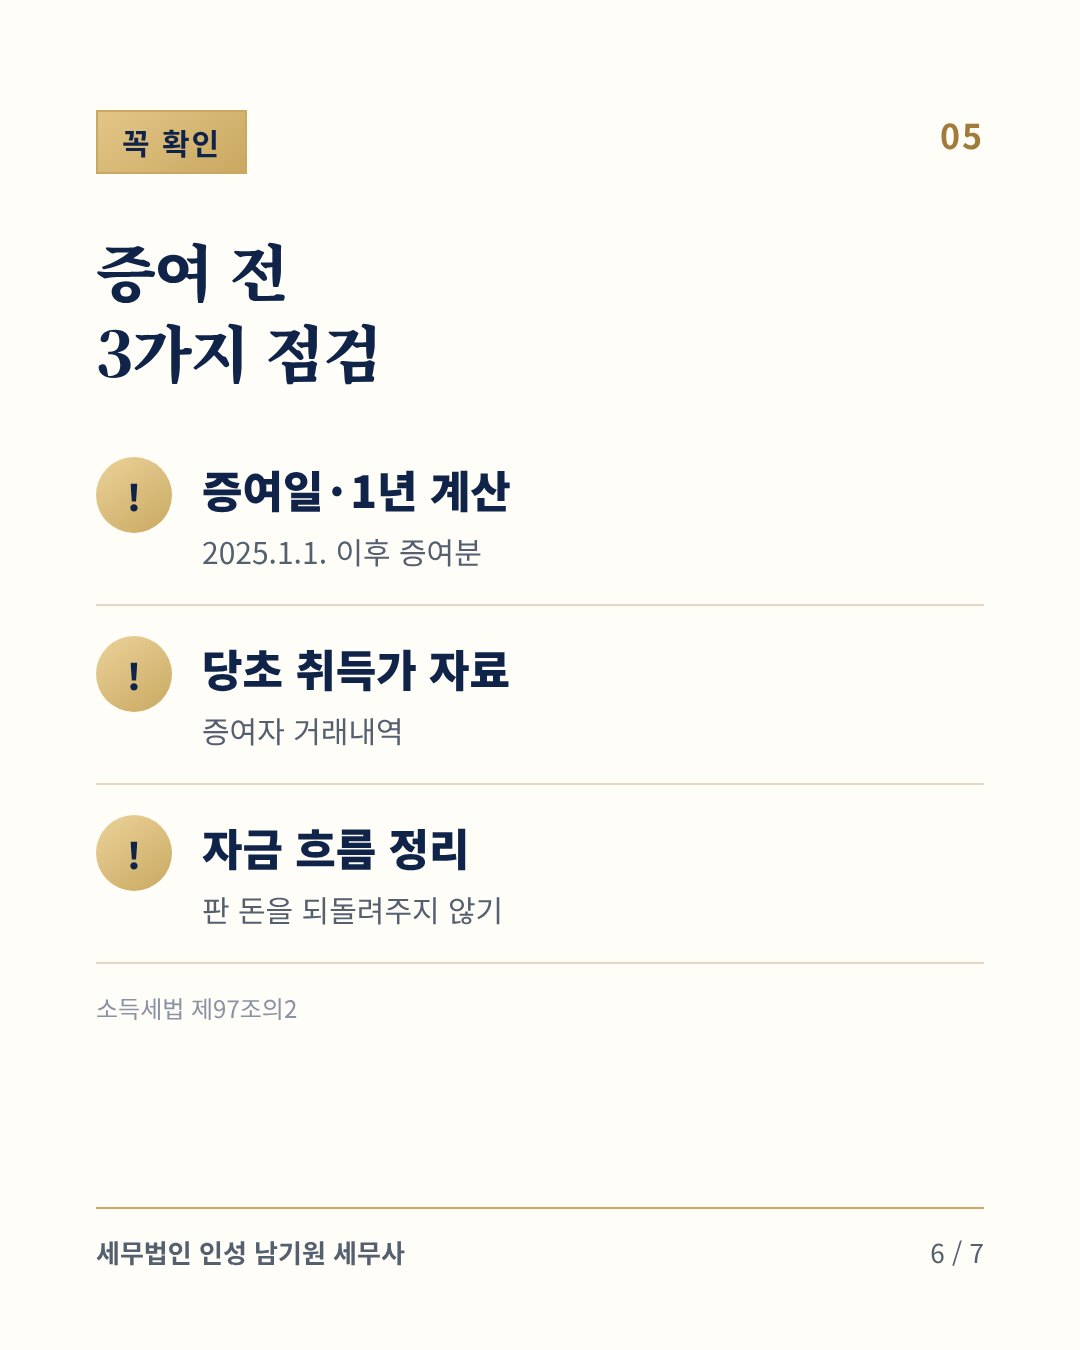 꼭 확인
05
증여 전
3가지 점검
! 증여일·1년 계산
2025.1.1. 이후 증여분
! 당초 취득가 자료
증여자 거래내역
! 자금 흐름 정리
판 돈을 되돌려주지 않기
소득세법 제97조의2
세무법인 인성 남기원 세무사
6 / 7